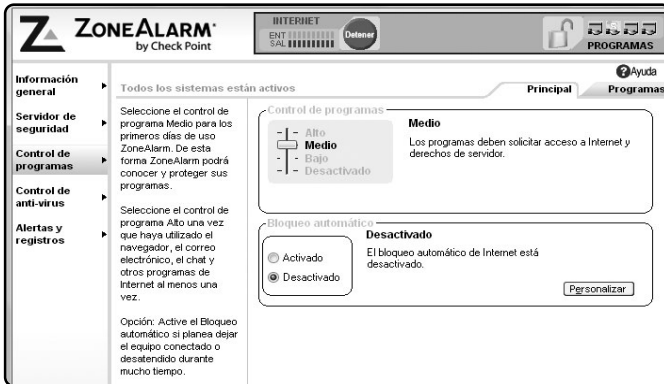 ZONEALARM
by Check Point
INTERNET
ENT
SAL
Detener
PROGRAMAS
Ayuda
Información general
Servidor de seguridad
Control de programas
Control de anti-virus
Alertas y registros
Todos los sistemas están activos
Principal
Programas
Seleccione el control de
programa Medio para los
primeros días de uso
ZoneAlarm. De esta
forma ZoneAlarm podrá
conocer y proteger sus
programas.
Seleccione el control de
programa Alto una vez
que haya utilizado el
navegador, el correo
electrónico, el chat y
otros programas de
Internet al menos una
vez.
Opción: Active el Bloqueo
automático si planea dejar
el equipo conectado o
desatendido durante
mucho tiempo.
Control de programas
Alto
Medio
Bajo
Desactivado
Medio
Los programas deben solicitar acceso a Internet y
derechos de servidor.
Bloqueo automático
Activado
Desactivado
Desactivado
El bloqueo automático de Internet está
desactivado.
Personalizar